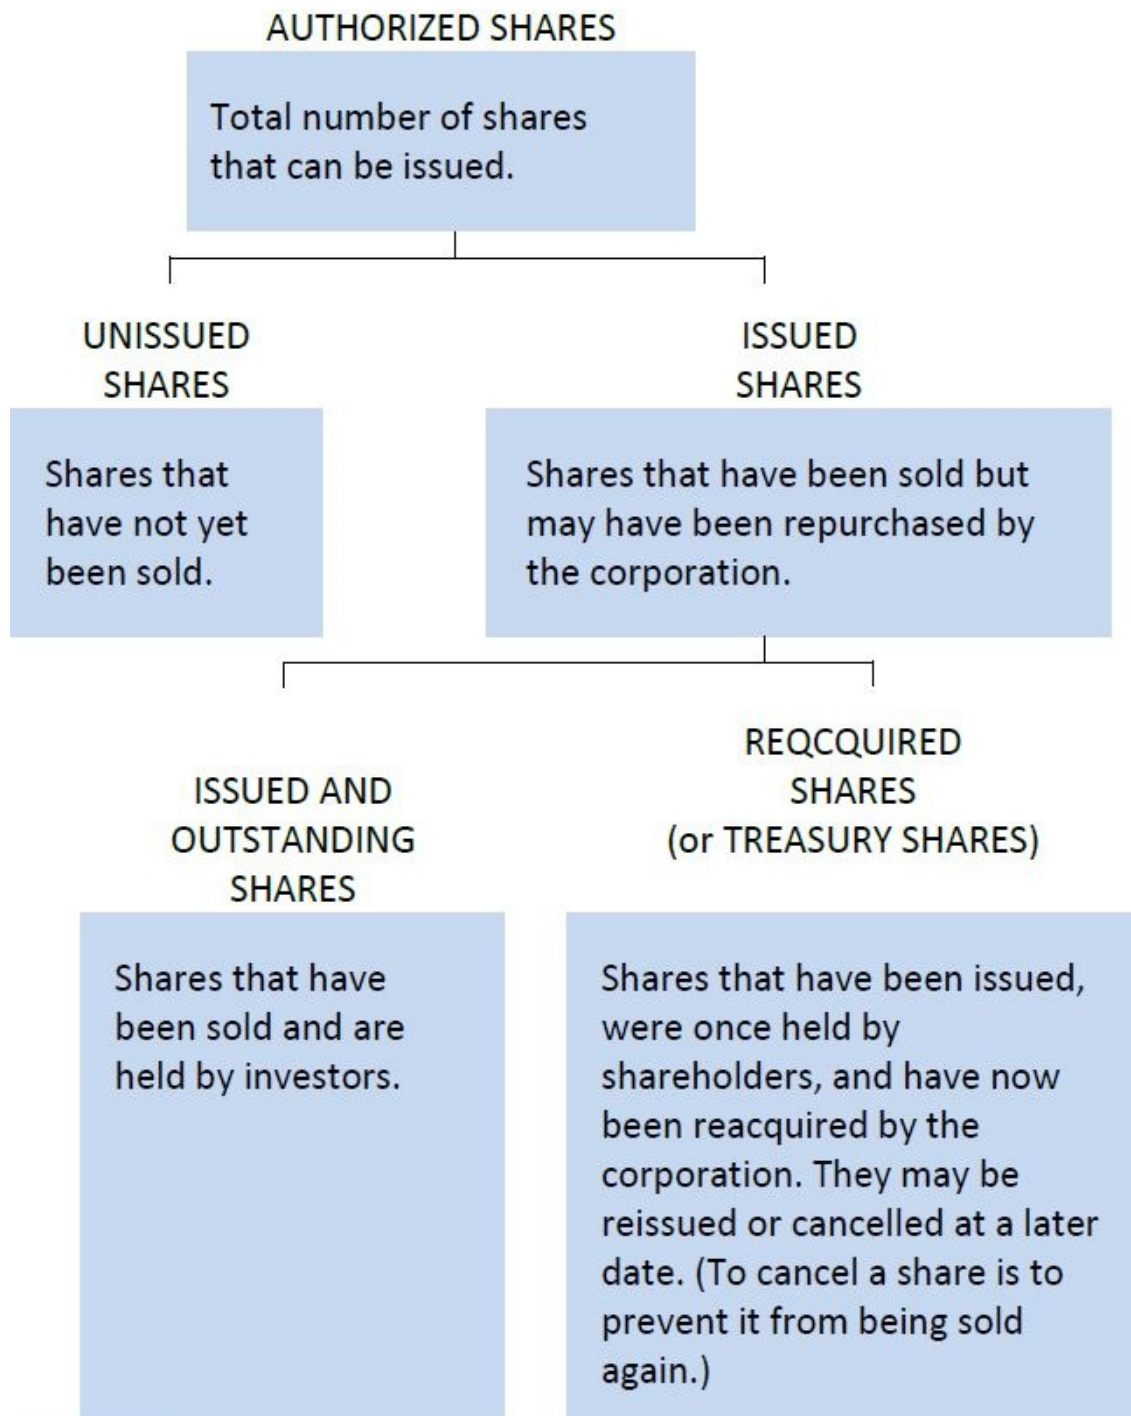 AUTHORIZED SHARES
Total number of shares
that can be issued.
UNISSUED
SHARES
Shares that
have not yet
been sold.
ISSUED
SHARES
Shares that have been sold but
may have been repurchased by
the corporation.
ISSUED AND
OUTSTANDING
SHARES
Shares that have
been sold and are
held by investors.
REQCQUIRED
SHARES
(or TREASURY SHARES)
Shares that have been issued,
were once held by
shareholders, and have now
been reacquired by the
corporation. They may be
reissued or cancelled at a later
date. (To cancel a share is to
prevent it from being sold
again.)